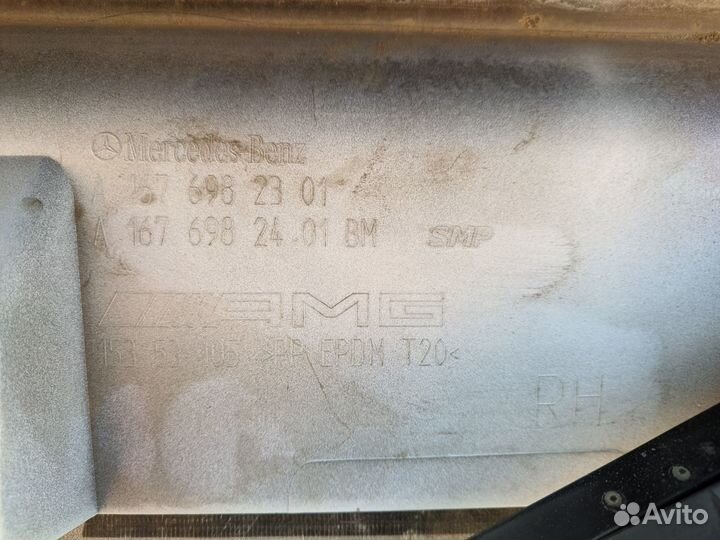 Mercedes-Benz
A 167 698 23 01
A 167 698 24 01 BM SMP
AMG
>PP EPDM T20<
RH
Avito